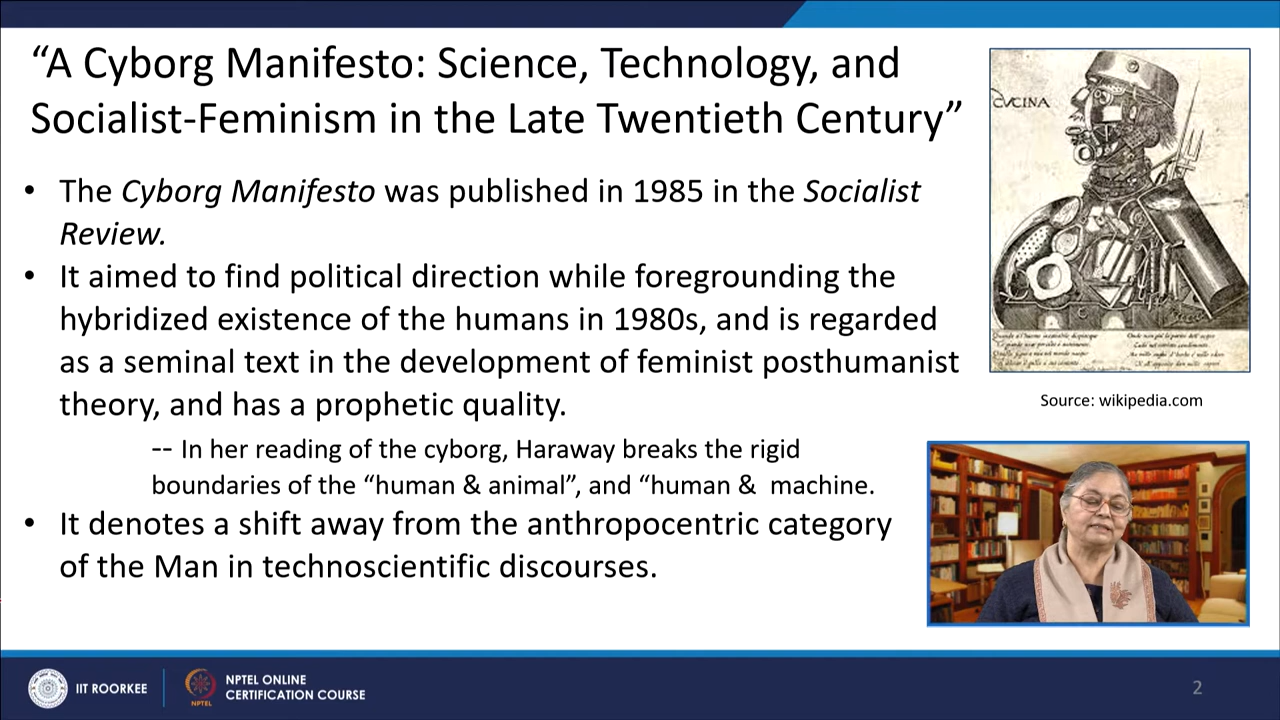 “A Cyborg Manifesto: Science, Technology, and
Socialist-Feminism in the Late Twentieth Century”
• The Cyborg Manifesto was published in 1985 in the Socialist
Review.
• It aimed to find political direction while foregrounding the
hybridized existence of the humans in 1980s, and is regarded
as a seminal text in the development of feminist posthumanist
theory, and has a prophetic quality.
-- In her reading of the cyborg, Haraway breaks the rigid
boundaries of the “human & animal”, and “human & machine.
• It denotes a shift away from the anthropocentric category
of the Man in technoscientific discourses.
CVCINA
Source: wikipedia.com
IIT ROORKEE
NPTEL
NPTEL ONLINE
CERTIFICATION COURSE
2